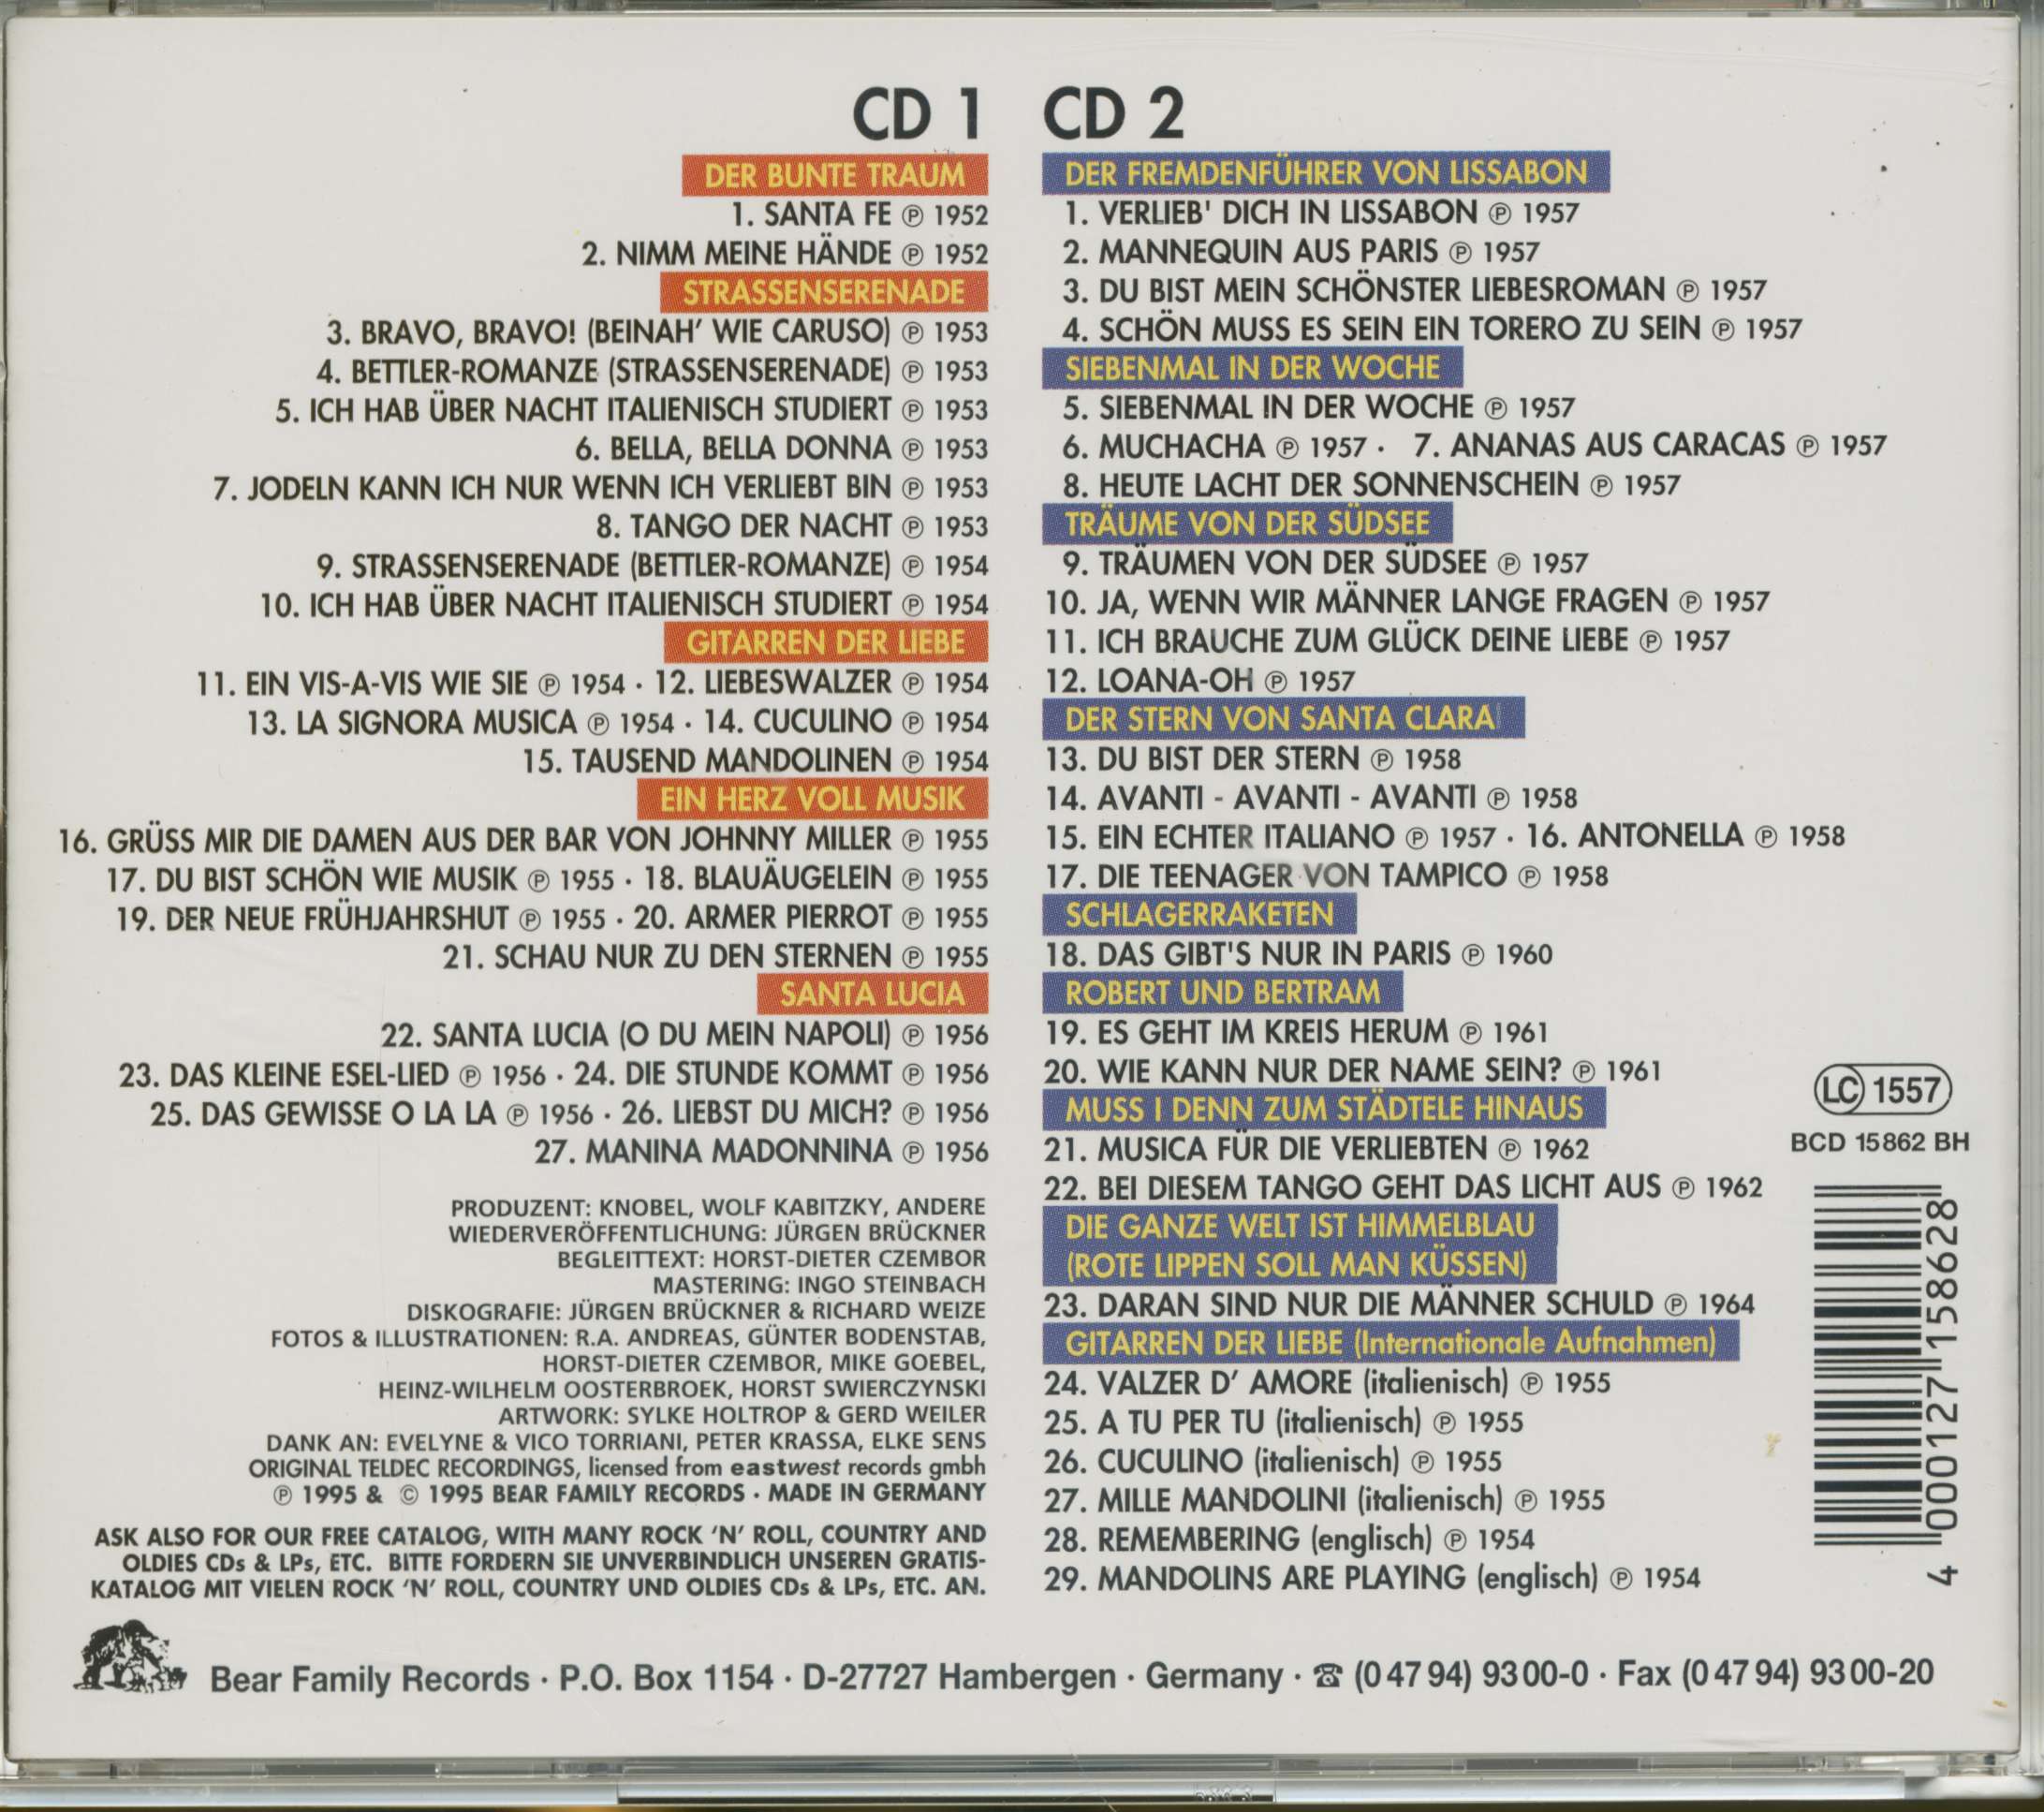 CD 1
DER BUNTE TRAUM
1. SANTA FE ℗ 1952
2. NIMM MEINE HÄNDE ℗ 1952
STRASSENSERENADE
3. BRAVO, BRAVO! (BEINAH' WIE CARUSO) ℗ 1953
4. BETTLER-ROMANZE (STRASSENSERENADE) ℗ 1953
5. ICH HAB ÜBER NACHT ITALIENISCH STUDIERT ℗ 1953
6. BELLA, BELLA DONNA ℗ 1953
7. JODELN KANN ICH NUR WENN ICH VERLIEBT BIN ℗ 1953
8. TANGO DER NACHT ℗ 1953
9. STRASSENSERENADE (BETTLER-ROMANZE) ℗ 1954
10. ICH HAB ÜBER NACHT ITALIENISCH STUDIERT ℗ 1954
GITARREN DER LIEBE
11. EIN VIS-A-VIS WIE SIE ℗ 1954 · 12. LIEBESWALZER ℗ 1954
13. LA SIGNORA MUSICA ℗ 1954 · 14. CUCULINO ℗ 1954
15. TAUSEND MANDOLINEN ℗ 1954
EIN HERZ VOLL MUSIK
16. GRÜSS MIR DIE DAMEN AUS DER BAR VON JOHNNY MILLER ℗ 1955
17. DU BIST SCHÖN WIE MUSIK ℗ 1955 · 18. BLAUÄUGELEIN ℗ 1955
19. DER NEUE FRÜHJAHRSHUT ℗ 1955 · 20. ARMER PIERROT ℗ 1955
21. SCHAU NUR ZU DEN STERNEN ℗ 1955
SANTA LUCIA
22. SANTA LUCIA (O DU MEIN NAPOLI) ℗ 1956
23. DAS KLEINE ESEL-LIED ℗ 1956 · 24. DIE STUNDE KOMMT ℗ 1956
25. DAS GEWISSE O LA LA ℗ 1956 · 26. LIEBST DU MICH? ℗ 1956
27. MANINA MADONNINA ℗ 1956
PRODUZENT: KNOBEL, WOLF KABITZKY, ANDERE
WIEDERVERÖFFENTLICHUNG: JÜRGEN BRÜCKNER
BEGLEITTEXT: HORST-DIETER CZEMBOR
MASTERING: INGO STEINBACH
DISKOGRAFIE: JÜRGEN BRÜCKNER & RICHARD WEIZE
FOTOS & ILLUSTRATIONEN: R.A. ANDREAS, GÜNTER BODENSTAB,
HORST-DIETER CZEMBOR, MIKE GOEBEL,
HEINZ-WILHELM OOSTERBROEK, HORST SWIERCZYNSKI
ARTWORK: SYLKE HOLTROP & GERD WEILER
DANK AN: EVELYNE & VICO TORRIANI, PETER KRASSA, ELKE SENS
ORIGINAL TELDEC RECORDINGS, licensed from eastwest records gmbh
℗ 1995 & © 1995 BEAR FAMILY RECORDS · MADE IN GERMANY
ASK ALSO FOR OUR FREE CATALOG, WITH MANY ROCK 'N' ROLL, COUNTRY AND
OLDIES CDs & LPs, ETC. BITTE FORDERN SIE UNVERBINDLICH UNSEREN GRATIS-
KATALOG MIT VIELEN ROCK 'N' ROLL, COUNTRY UND OLDIES CDs & LPs, ETC. AN.
CD 2
DER FREMDENFÜHRER VON LISSABON
1. VERLIEB' DICH IN LISSABON ℗ 1957
2. MANNEQUIN AUS PARIS ℗ 1957
3. DU BIST MEIN SCHÖNSTER LIEBESROMAN ℗ 1957
4. SCHÖN MUSS ES SEIN EIN TORERO ZU SEIN ℗ 1957
SIEBENMAL IN DER WOCHE
5. SIEBENMAL IN DER WOCHE ℗ 1957
6. MUCHACHA ℗ 1957 · 7. ANANAS AUS CARACAS ℗ 1957
8. HEUTE LACHT DER SONNENSCHEIN ℗ 1957
TRÄUME VON DER SÜDSEE
9. TRÄUMEN VON DER SÜDSEE ℗ 1957
10. JA, WENN WIR MÄNNER LANGE FRAGEN ℗ 1957
11. ICH BRAUCHE ZUM GLÜCK DEINE LIEBE ℗ 1957
12. LOANA-OH ℗ 1957
DER STERN VON SANTA CLARA
13. DU BIST DER STERN ℗ 1958
14. AVANTI - AVANTI - AVANTI ℗ 1958
15. EIN ECHTER ITALIANO ℗ 1957 · 16. ANTONELLA ℗ 1958
17. DIE TEENAGER VON TAMPICO ℗ 1958
SCHLAGERRAKETEN
18. DAS GIBT'S NUR IN PARIS ℗ 1960
ROBERT UND BERTRAM
19. ES GEHT IM KREIS HERUM ℗ 1961
20. WIE KANN NUR DER NAME SEIN? ℗ 1961
MUSS I DENN ZUM STÄDTELE HINAUS
21. MUSICA FÜR DIE VERLIEBTEN ℗ 1962
22. BEI DIESEM TANGO GEHT DAS LICHT AUS ℗ 1962
DIE GANZE WELT IST HIMMELBLAU
(ROTE LIPPEN SOLL MAN KÜSSEN)
23. DARAN SIND NUR DIE MÄNNER SCHULD ℗ 1964
GITARREN DER LIEBE (Internationale Aufnahmen)
24. VALZER D' AMORE (italienisch) ℗ 1955
25. A TU PER TU (italienisch) ℗ 1955
26. CUCULINO (italienisch) ℗ 1955
27. MILLE MANDOLINI (italienisch) ℗ 1955
28. REMEMBERING (englisch) ℗ 1954
29. MANDOLINS ARE PLAYING (englisch) ℗ 1954
LC 1557
BCD 15862 BH
4 000127 158628
Bear Family Records · P.O. Box 1154 · D-27727 Hambergen · Germany · ☎ (0 47 94) 93 00-0 · Fax (0 47 94) 93 00-20